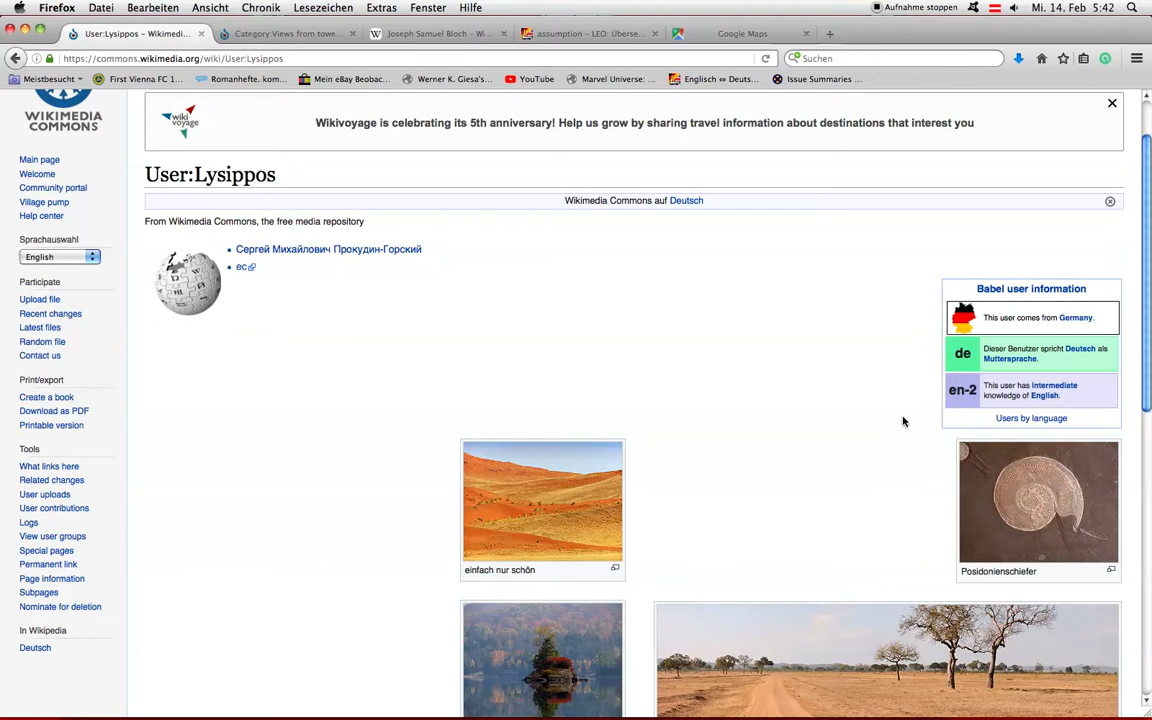 Firefox Datei Bearbeiten Ansicht Chronik Lesezeichen Extras Fenster Hilfe Aufnahme stoppen Mi. 14. Feb 5:42
User:Lysippos – Wikimedi... Category Views from towe... Joseph Samuel Bloch – Wi... assumption – LEO: Überse... Google Maps
https://commons.wikimedia.org/wiki/User:Lysippos Suchen
Meistbesucht First Vienna FC 1... Romanhefte. kom... Mein eBay Beobac... Werner K. Giesa's... YouTube Marvel Universe: ... Englisch ⇔ Deuts... Issue Summaries ...
WIKIMEDIA
COMMONS
wiki
voyage
Wikivoyage is celebrating its 5th anniversary! Help us grow by sharing travel information about destinations that interest you
User:Lysippos
Wikimedia Commons auf Deutsch
From Wikimedia Commons, the free media repository
Сергей Михайлович Прокудин-Горский
ec
Main page
Welcome
Community portal
Village pump
Help center
Sprachauswahl
English
Participate
Upload file
Recent changes
Latest files
Random file
Contact us
Print/export
Create a book
Download as PDF
Printable version
Tools
What links here
Related changes
User uploads
User contributions
Logs
View user groups
Special pages
Permanent link
Page information
Subpages
Nominate for deletion
In Wikipedia
Deutsch
Babel user information
This user comes from Germany.
de
Dieser Benutzer spricht Deutsch als
Muttersprache.
en-2
This user has intermediate
knowledge of English.
Users by language
einfach nur schön
Posidonienschiefer